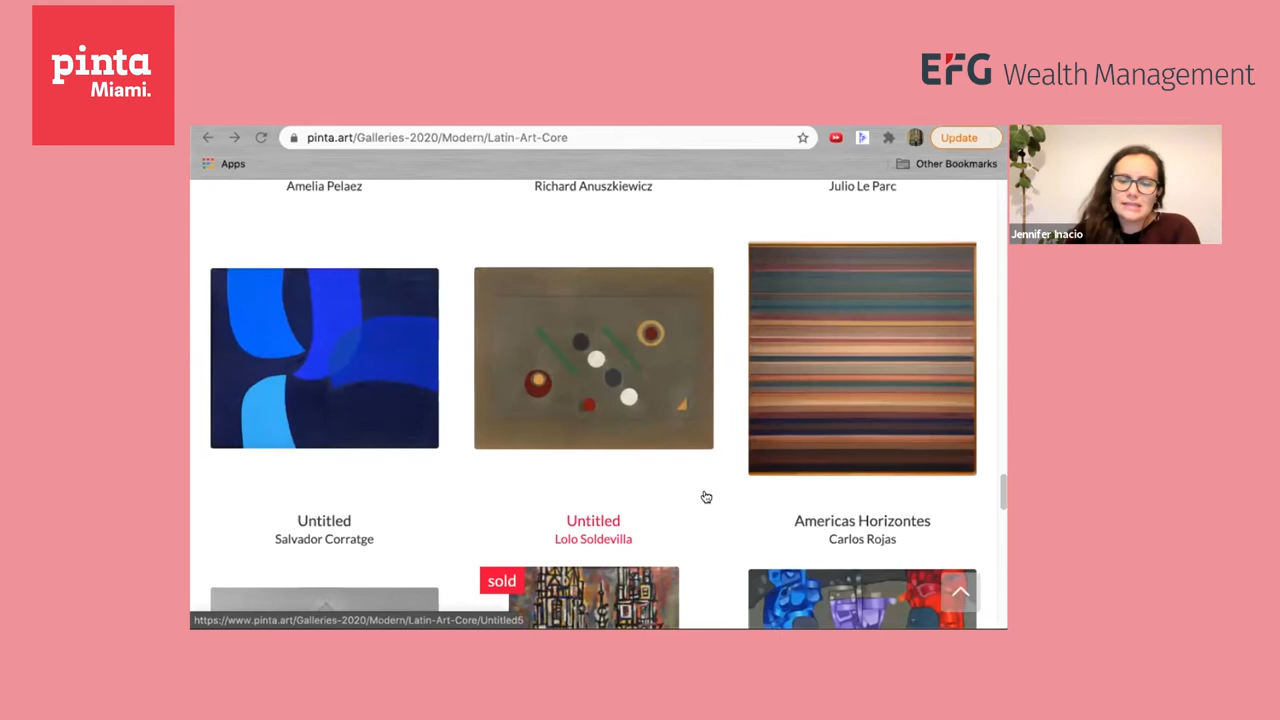 pinta
Miami.
EFG Wealth Management
pinta.art/Galleries-2020/Modern/Latin-Art-Core
Update
Apps
Other Bookmarks
Amelia Pelaez
Richard Anuszkiewicz
Julio Le Parc
Jennifer Inacio
Untitled
Salvador Corratge
Untitled
Lolo Soldevilla
Americas Horizontes
Carlos Rojas
sold
https://www.pinta.art/Galleries-2020/Modern/Latin-Art-Core/Untitled5